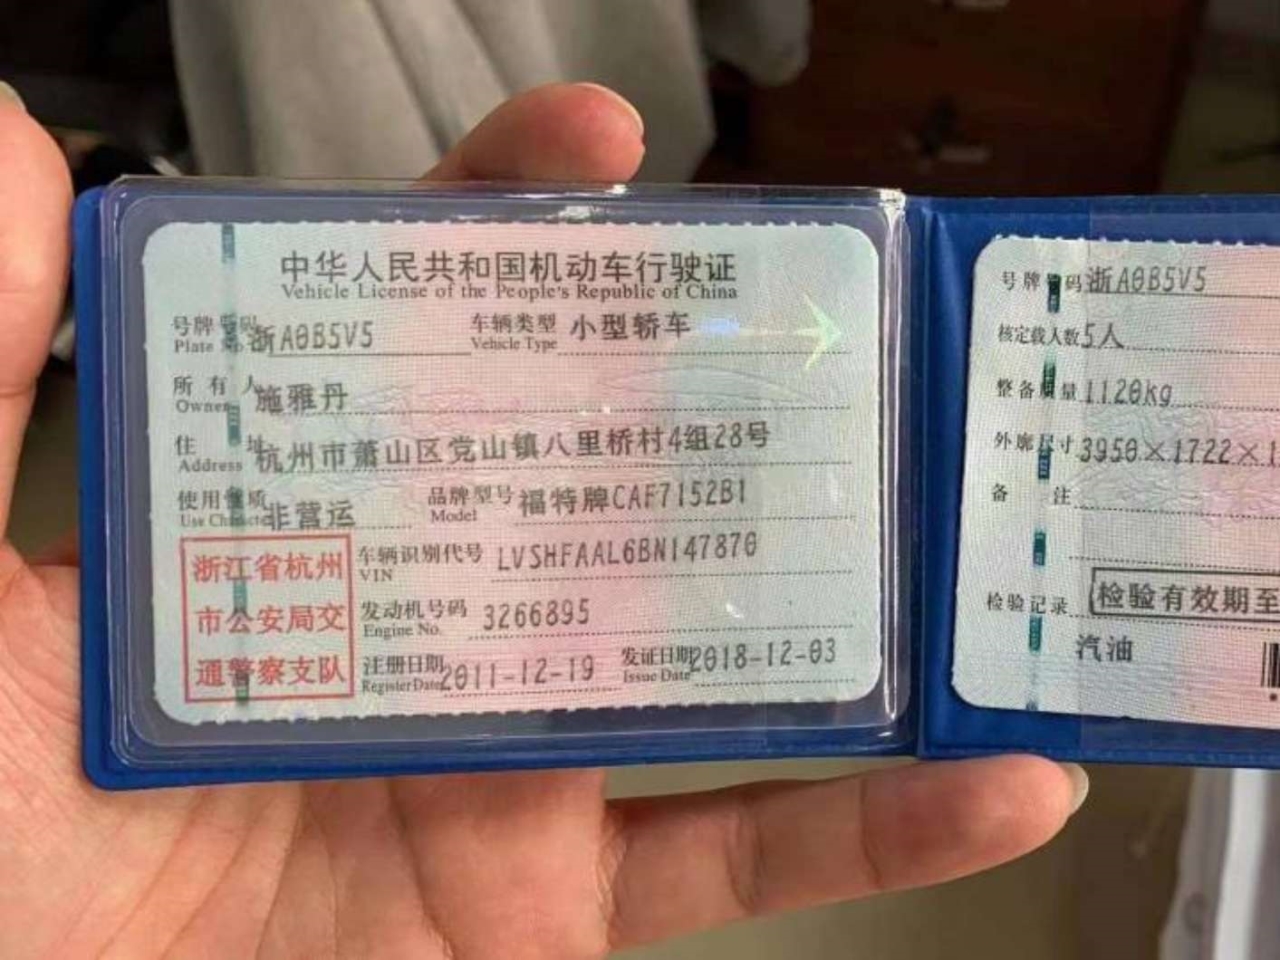 中华人民共和国机动车行驶证
Vehicle License of the People's Republic of China
号牌号码 浙A0B5V5 车辆类型 小型轿车
Plate No. Vehicle Type
所有人 施雅丹
Owner
住址 杭州市萧山区党山镇八里桥村4组28号
Address
使用性质 非营运 品牌型号 福特牌CAF7152B1
Use Character Model
浙江省杭州
市公安局交
通警察支队
车辆识别代号 LVSHFAAL6BN147870
VIN
发动机号码 3266895
Engine No.
注册日期 2011-12-19 发证日期 2018-12-03
Register Date Issue Date
号牌号码 浙A0B5V5
核定载人数 5人
整备质量 1120kg
外廓尺寸 3950×1722×1
备注
检验记录 检验有效期至
汽油